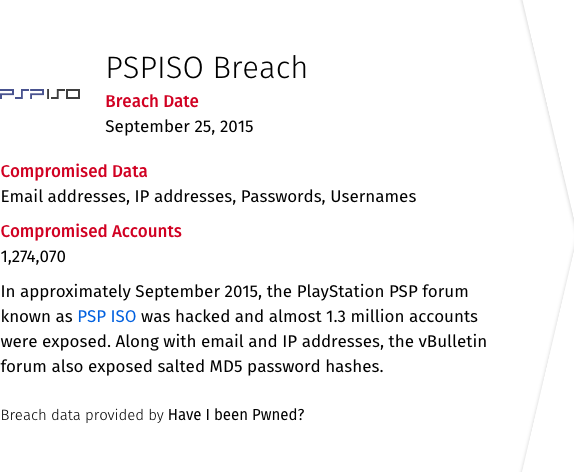 PSPISO
PSPISO Breach
Breach Date
September 25, 2015
Compromised Data
Email addresses, IP addresses, Passwords, Usernames
Compromised Accounts
1,274,070
In approximately September 2015, the PlayStation PSP forum
known as PSP ISO was hacked and almost 1.3 million accounts
were exposed. Along with email and IP addresses, the vBulletin
forum also exposed salted MD5 password hashes.
Breach data provided by Have I been Pwned?